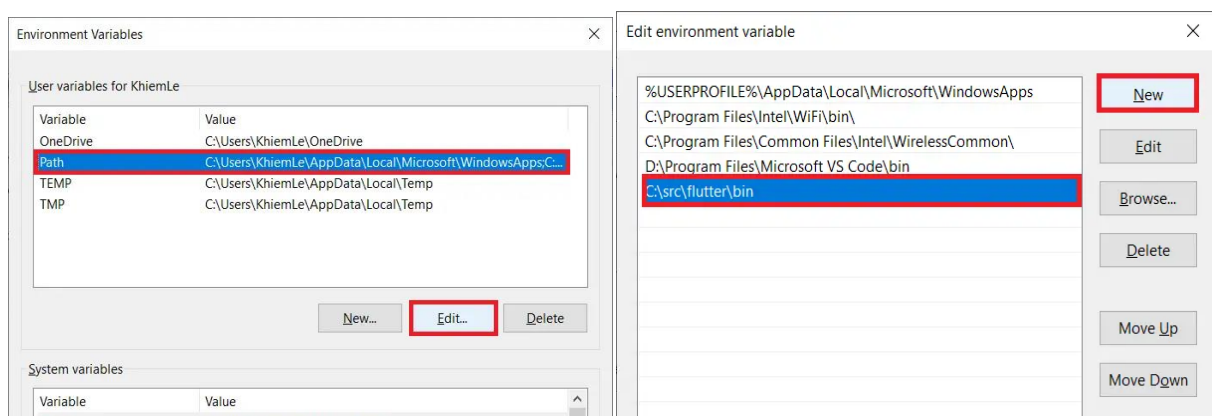 Environment Variables
User variables for KhiemLe
Variable Value
OneDrive C:\Users\KhiemLe\OneDrive
Path C:\Users\KhiemLe\AppData\Local\Microsoft\WindowsApps;C:...
TEMP C:\Users\KhiemLe\AppData\Local\Temp
TMP C:\Users\KhiemLe\AppData\Local\Temp
New... Edit... Delete
System variables
Variable Value
Edit environment variable
%USERPROFILE%\AppData\Local\Microsoft\WindowsApps
C:\Program Files\Intel\WiFi\bin\
C:\Program Files\Common Files\Intel\WirelessCommon\
D:\Program Files\Microsoft VS Code\bin
C:\src\flutter\bin
New
Edit
Browse...
Delete
Move Up
Move Down